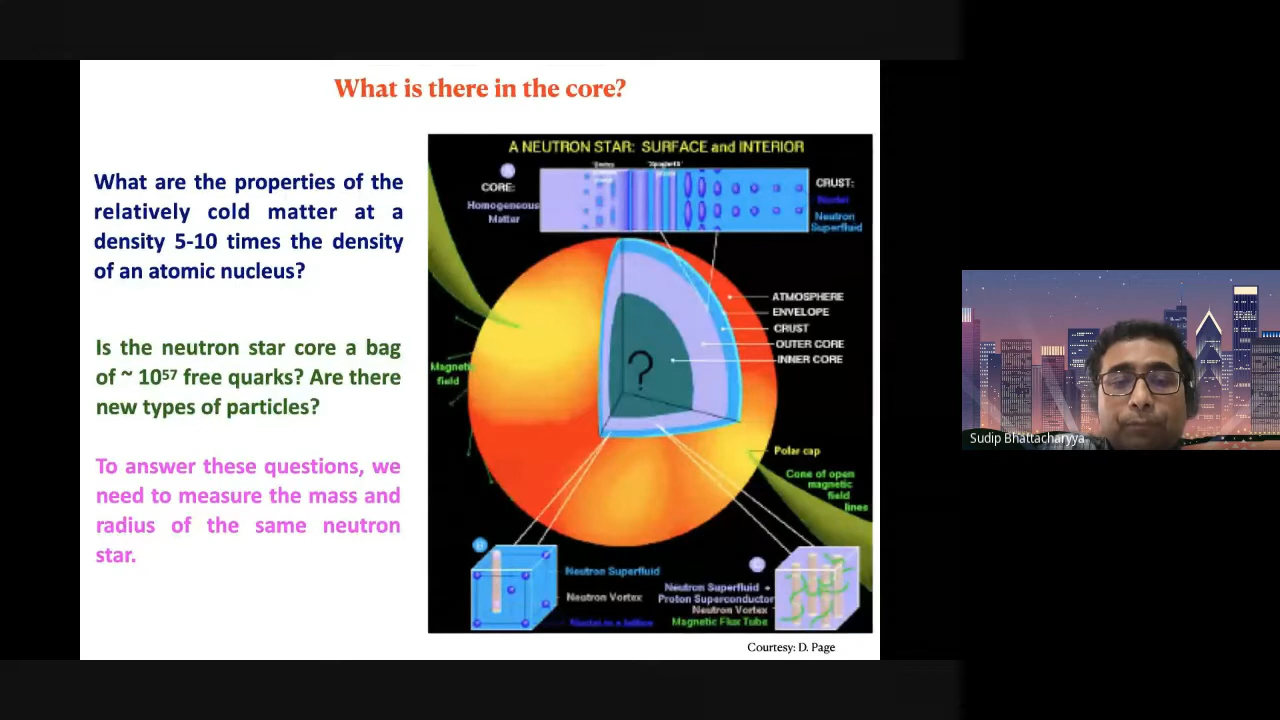 What is there in the core?
What are the properties of the
relatively cold matter at a
density 5-10 times the density
of an atomic nucleus?
Is the neutron star core a bag
of ~ 10⁵⁷ free quarks? Are there
new types of particles?
To answer these questions, we
need to measure the mass and
radius of the same neutron
star.
A NEUTRON STAR: SURFACE and INTERIOR
CORE:
Homogeneous
Matter
CRUST:
Nuclei
Neutron
Superfluid
ATMOSPHERE
ENVELOPE
CRUST
OUTER CORE
INNER CORE
?
Magnetic
field
Polar cap
Cone of open
magnetic
field
lines
B
Neutron Superfluid
Neutron Vortex
Nuclei in a lattice
C
Neutron Superfluid +
Proton Superconductor
Neutron Vortex
Magnetic Flux Tube
Courtesy: D. Page
Sudip Bhattacharyya